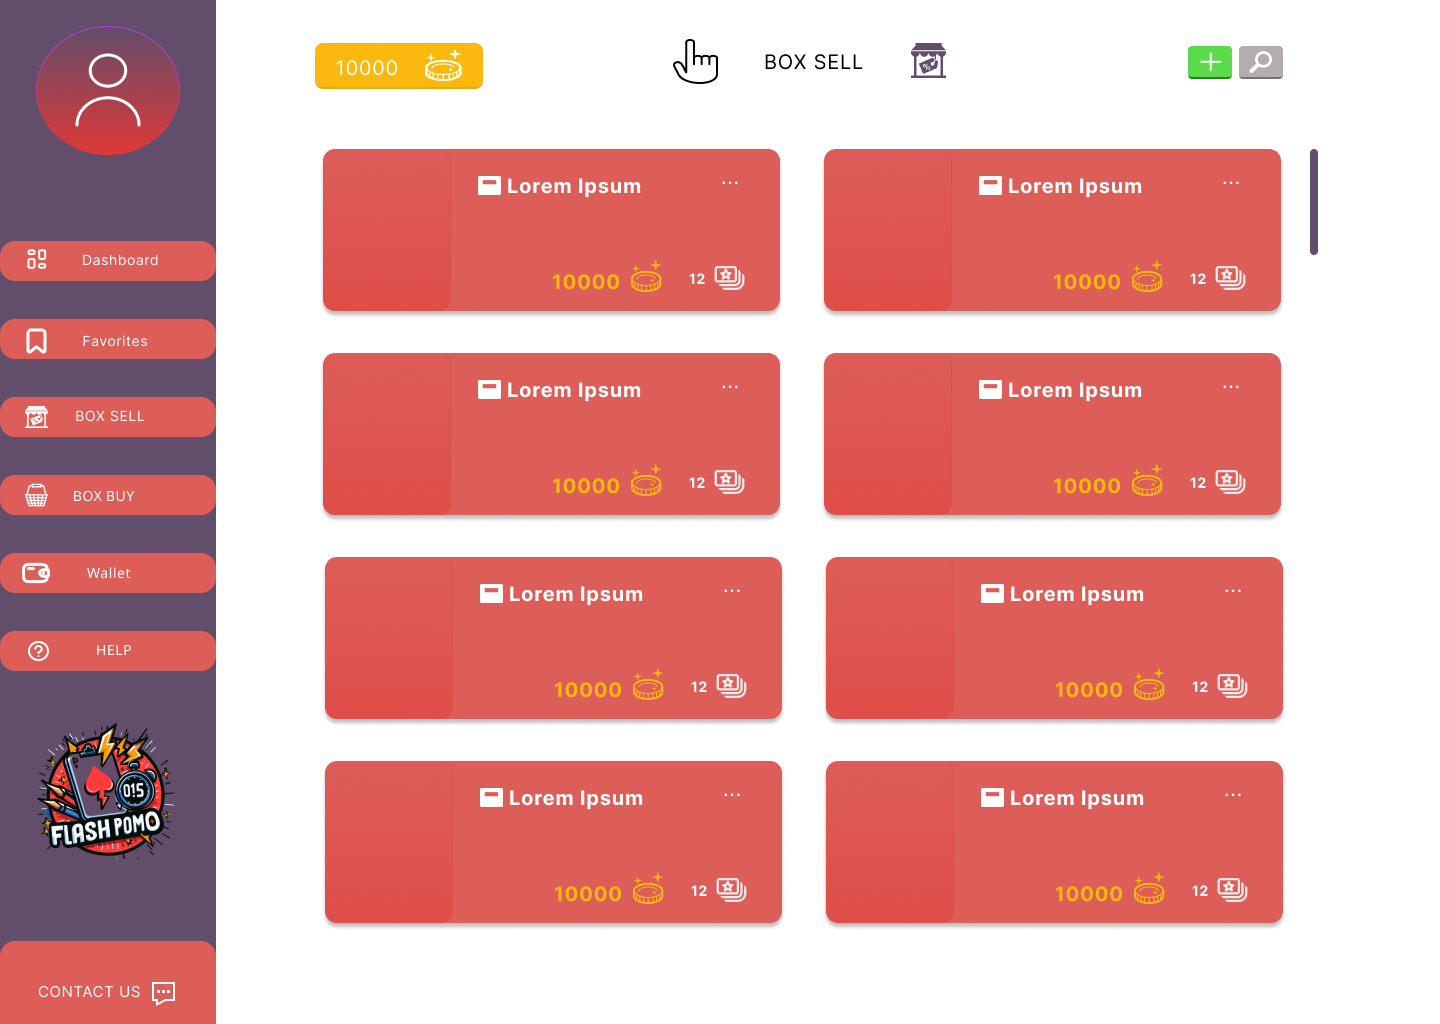 10000
BOX SELL
Dashboard
Favorites
BOX SELL
BOX BUY
Wallet
HELP
015
FLASH POMO
CONTACT US
Lorem Ipsum ...
10000 12
Lorem Ipsum ...
10000 12
Lorem Ipsum ...
10000 12
Lorem Ipsum ...
10000 12
Lorem Ipsum ...
10000 12
Lorem Ipsum ...
10000 12
Lorem Ipsum ...
10000 12
Lorem Ipsum ...
10000 12